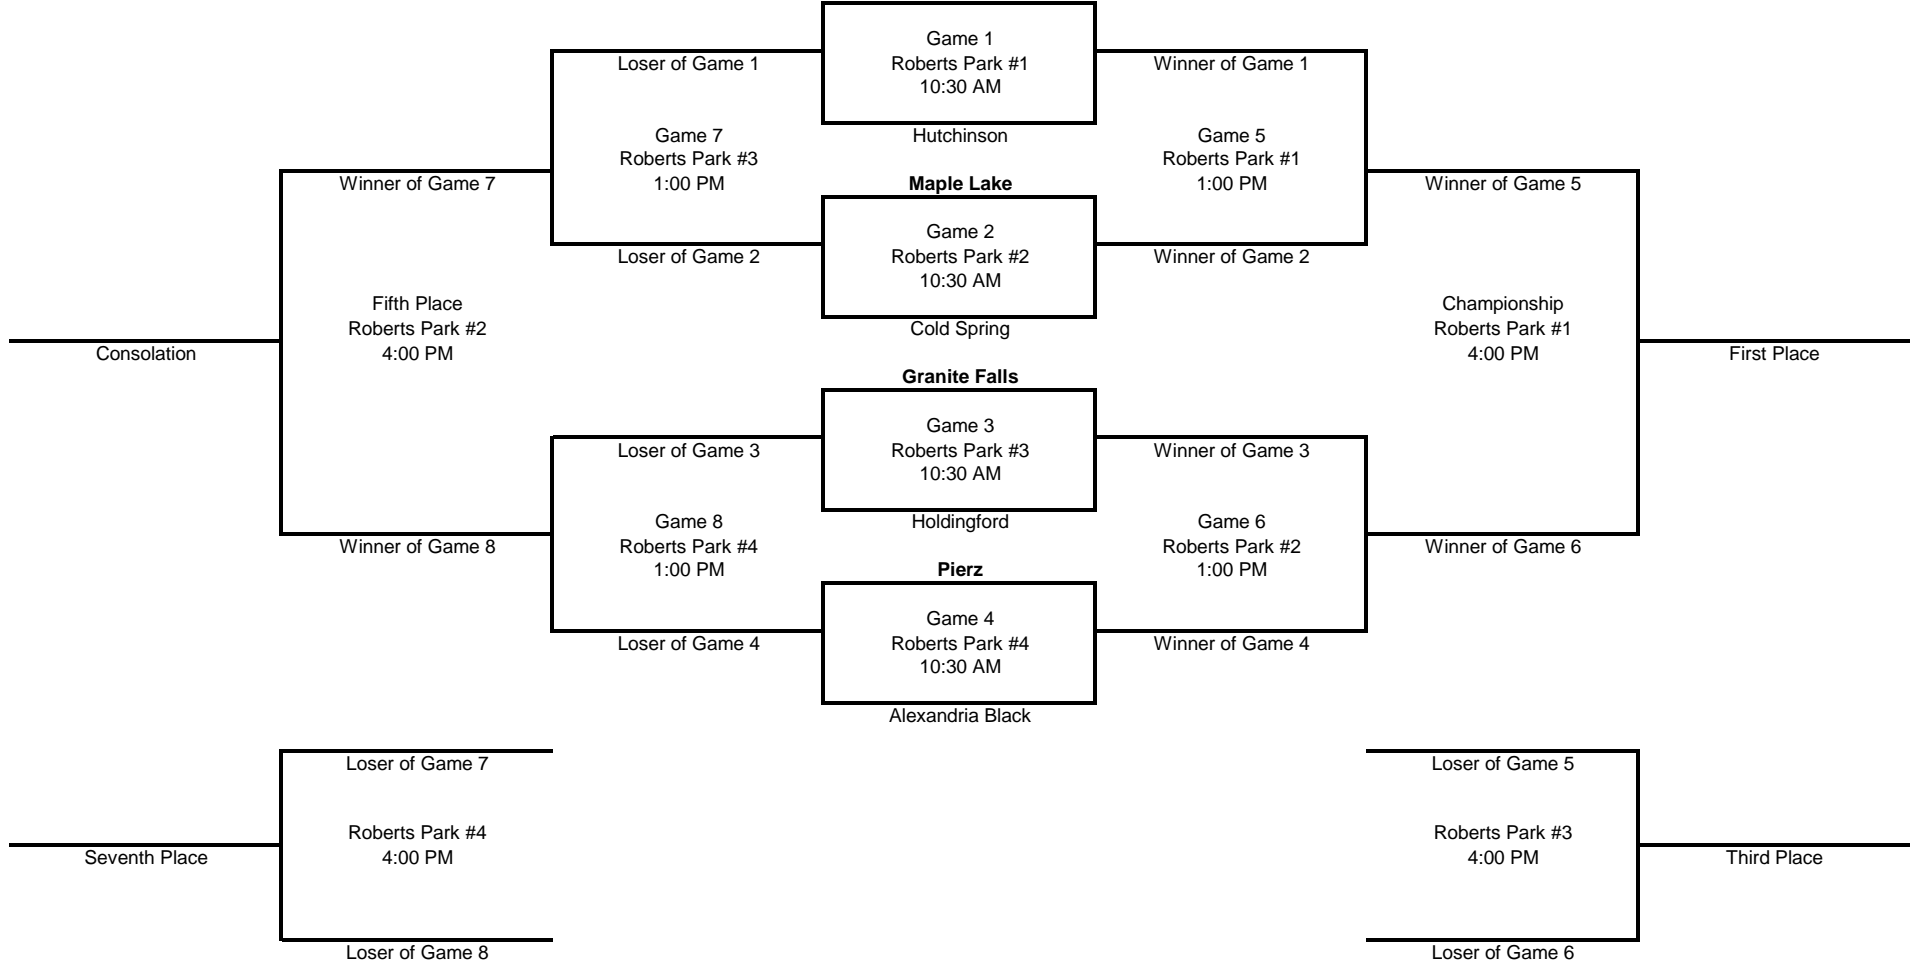 Game 1
Loser of Game 1
Roberts Park #1
Winner of Game 1
10:30 AM
Game 7
Hutchinson
Game 5
Roberts Park #3
Roberts Park #1
Winner of Game 7
1:00 PM
Maple Lake
1:00 PM
Winner of Game 5
Game 2
Loser of Game 2
Roberts Park #2
Winner of Game 2
10:30 AM
Fifth Place
Championship
Roberts Park #2
Cold Spring
Roberts Park #1
Consolation
4:00 PM
4:00 PM
First Place
Granite Falls
Game 3
Loser of Game 3
Roberts Park #3
Winner of Game 3
10:30 AM
Game 8
Holdingford
Game 6
Winner of Game 8
Roberts Park #4
Roberts Park #2
Winner of Game 6
1:00 PM
Pierz
1:00 PM
Game 4
Loser of Game 4
Roberts Park #4
Winner of Game 4
10:30 AM
Alexandria Black
Loser of Game 7
Loser of Game 5
Roberts Park #4
Roberts Park #3
Seventh Place
4:00 PM
4:00 PM
Third Place
Loser of Game 8
Loser of Game 6